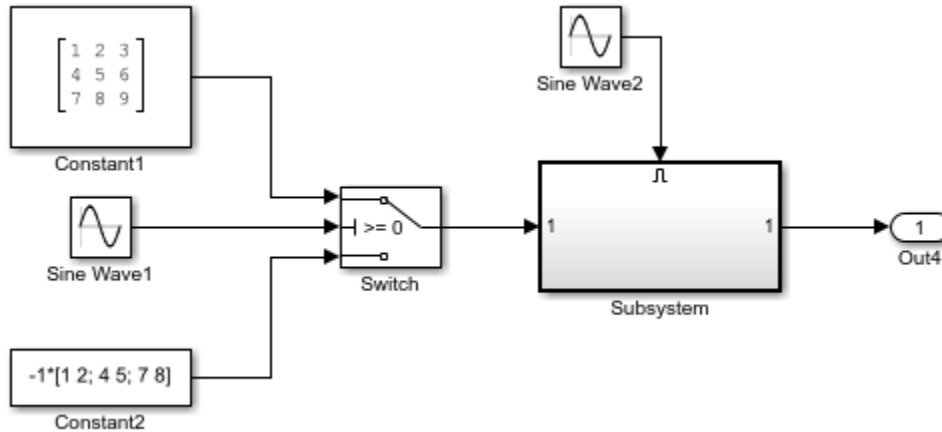 1 2 3
4 5 6
7 8 9
Constant1
Sine Wave2
Sine Wave1
>= 0
Switch
1
1
Subsystem
1
Out4
-1*[1 2; 4 5; 7 8]
Constant2